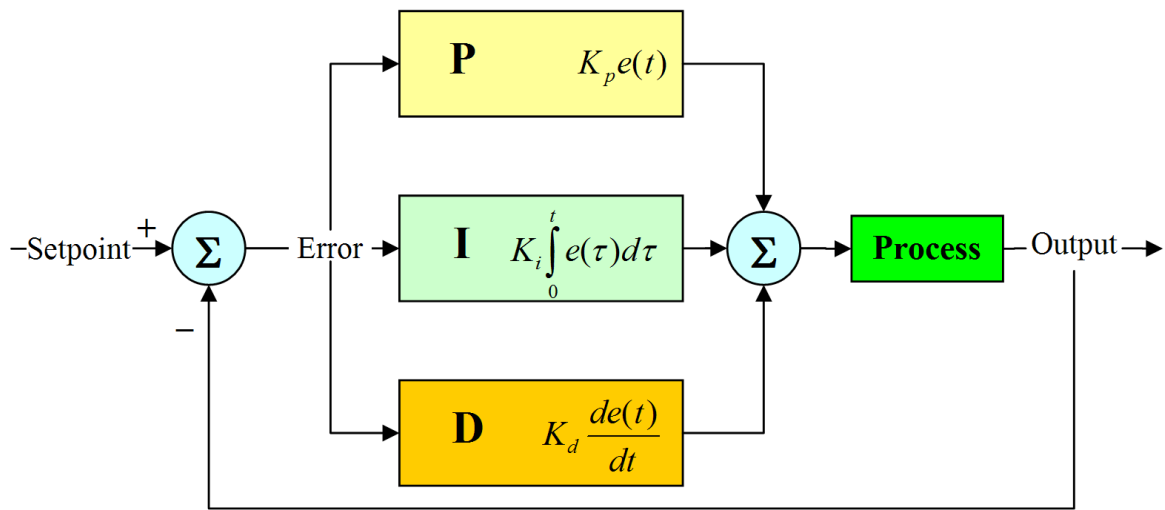 P K_p e(t)
–Setpoint + Σ Error I K_i ∫_0^t e(τ)dτ Σ Process Output
–
D K_d de(t)/dt